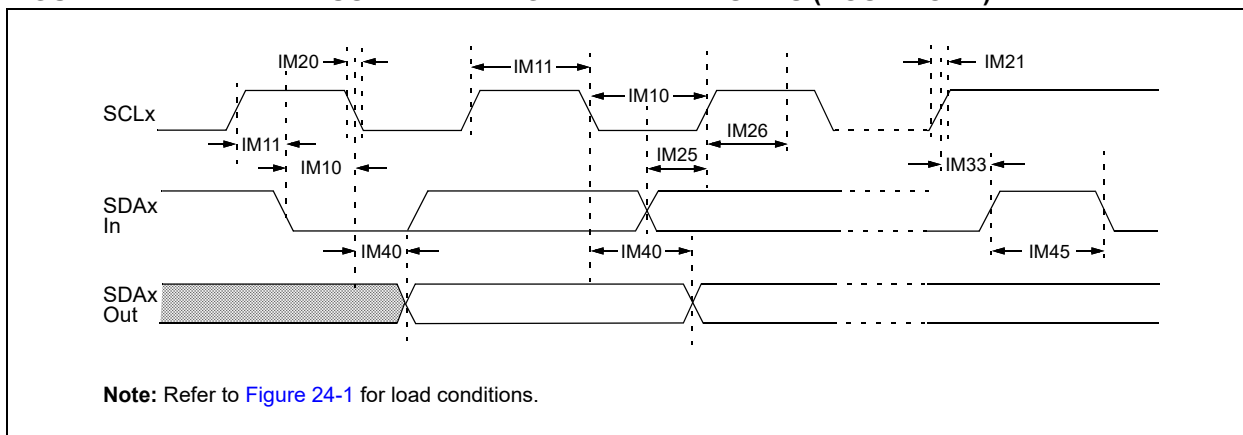 IM20
IM11
IM21
SCLx
IM10
IM11
IM26
IM10
IM25
IM33
SDAx
In
IM40
IM40
IM45
SDAx
Out
Note: Refer to Figure 24-1 for load conditions.